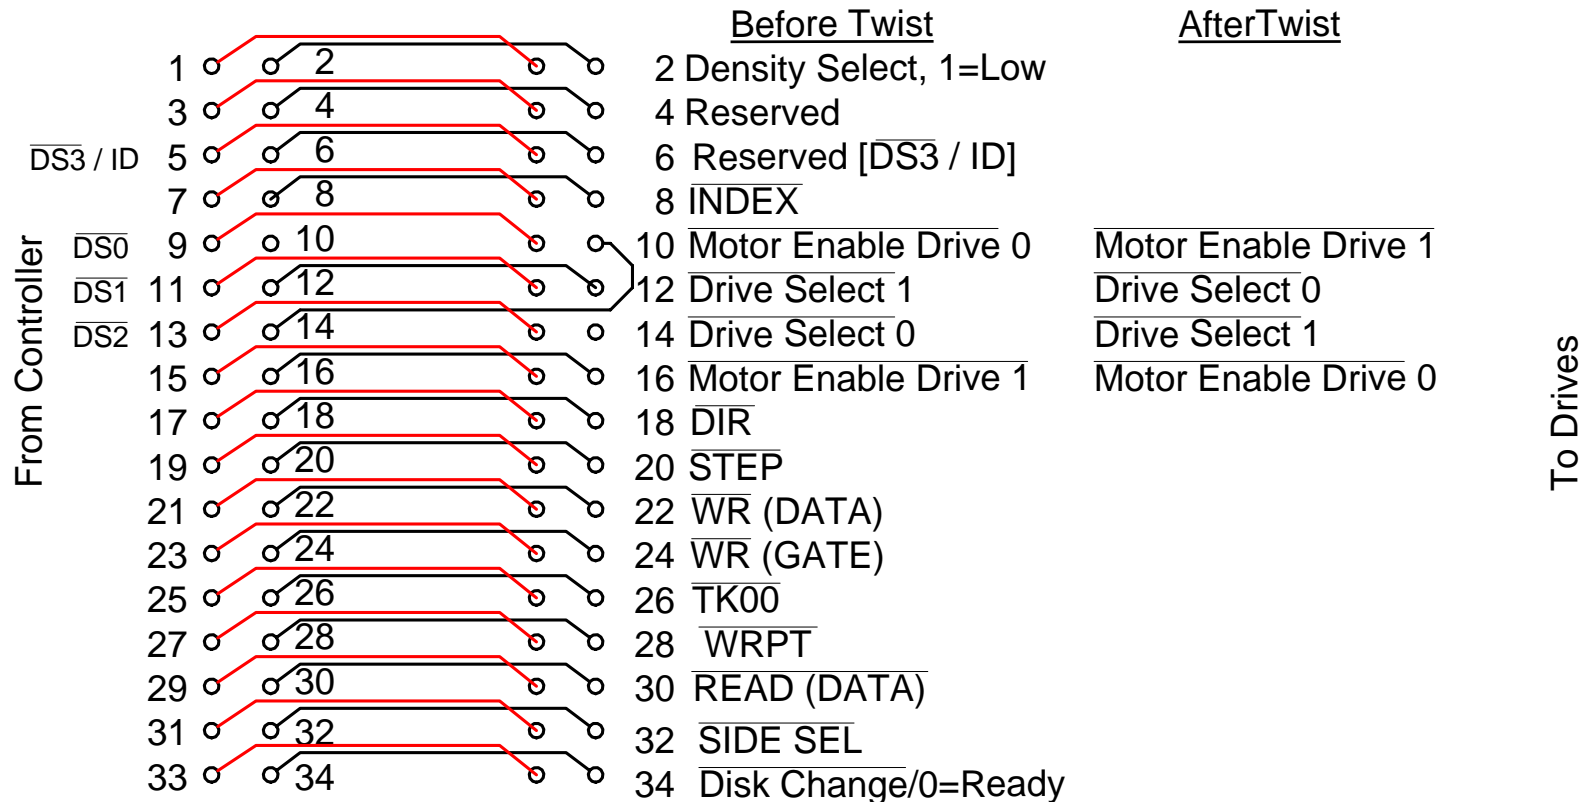 Before Twist AfterTwist
1 2 2 Density Select, 1=Low
3 4 4 Reserved
DS3 / ID 5 6 6 Reserved [DS3 / ID]
7 8 8 INDEX
DS0 9 10 10 Motor Enable Drive 0 Motor Enable Drive 1
DS1 11 12 12 Drive Select 1 Drive Select 0
DS2 13 14 14 Drive Select 0 Drive Select 1
15 16 16 Motor Enable Drive 1 Motor Enable Drive 0
17 18 18 DIR
19 20 20 STEP
21 22 22 WR (DATA)
23 24 24 WR (GATE)
25 26 26 TK00
27 28 28 WRPT
29 30 30 READ (DATA)
31 32 32 SIDE SEL
33 34 34 Disk Change/0=Ready
From Controller
To Drives